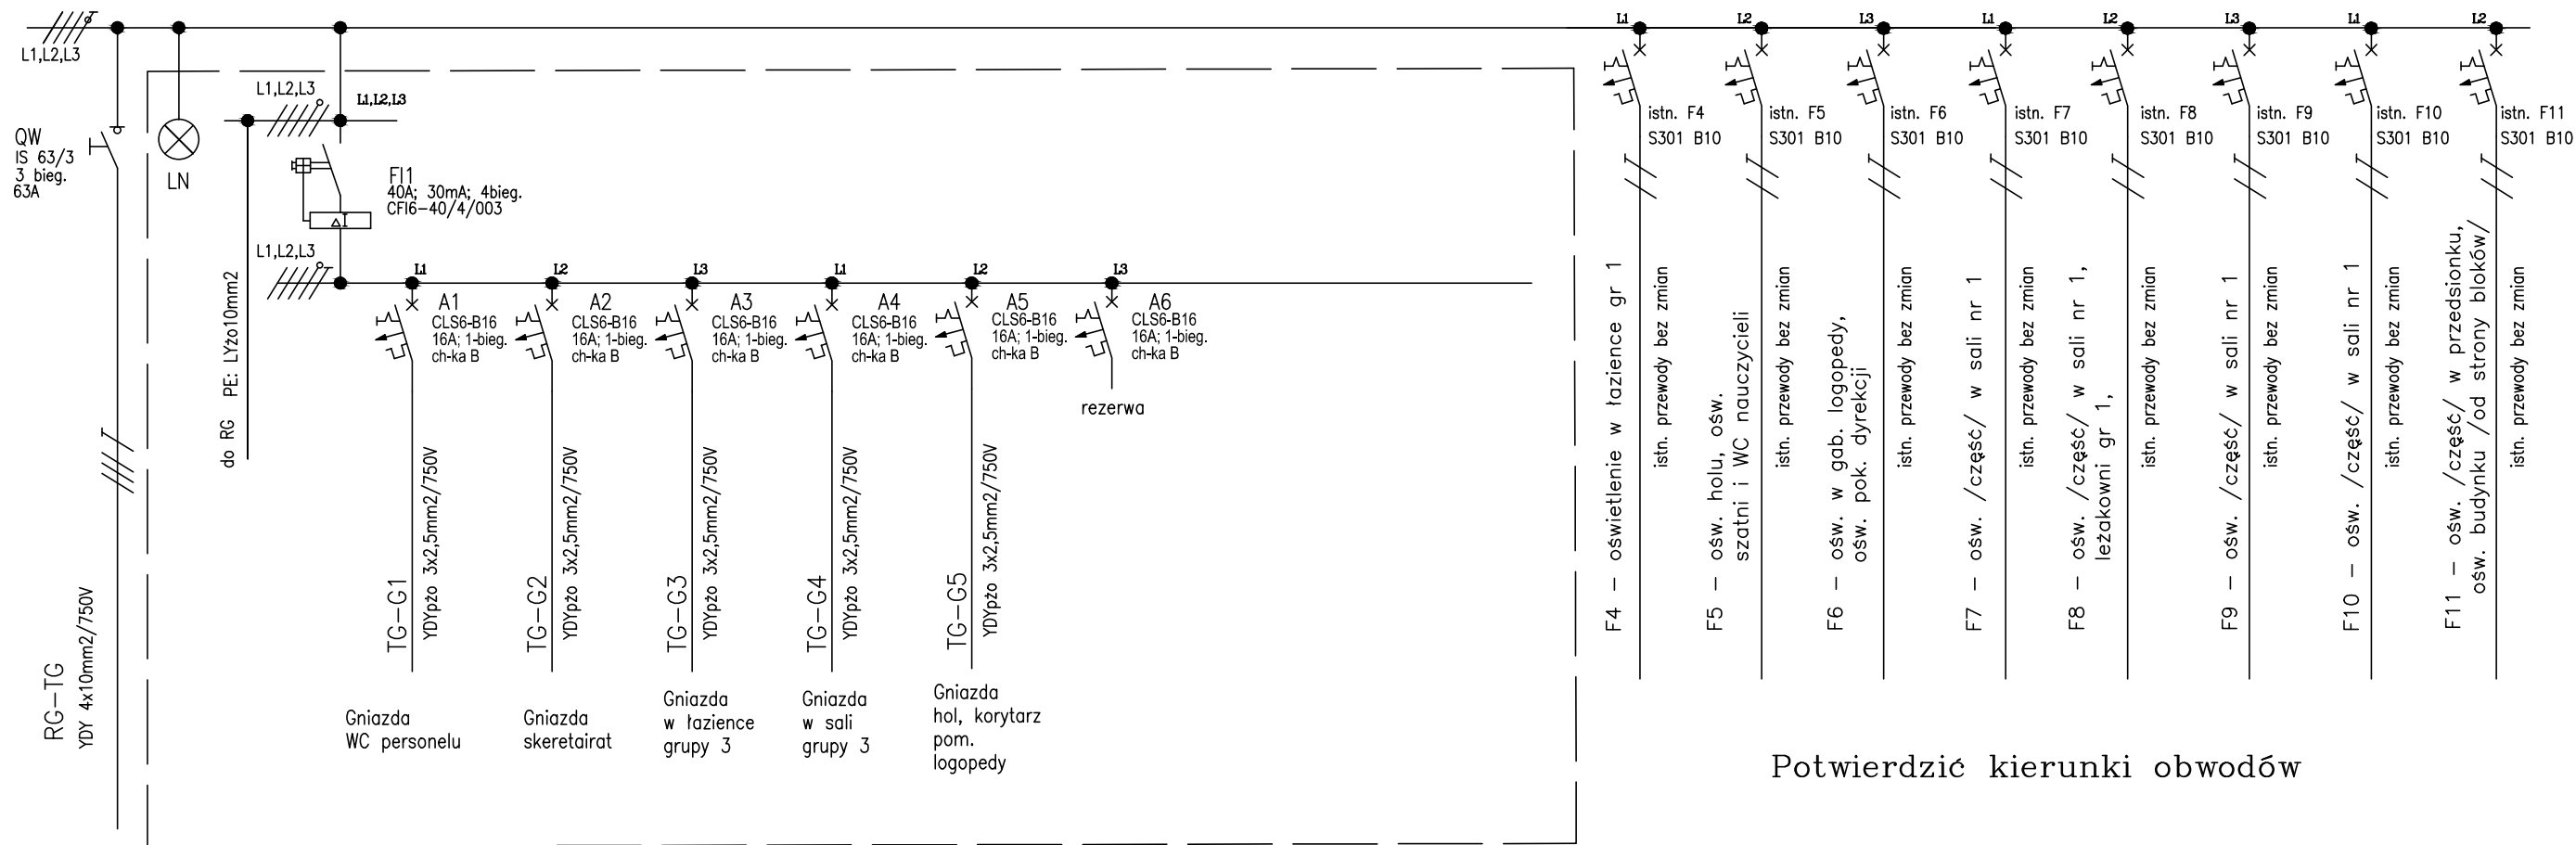 L1,L2,L3
QW
IS 63/3
3 bieg.
63A
LN
L1,L2,L3
L1,L2,L3
FI1
40A; 30mA; 4bieg.
CFI6-40/4/003
L1,L2,L3
do RG PE: LYżo10mm2
RG-TG
YDY 4x10mm2/750V
L1
A1
CLS6-B16
16A; 1-bieg.
ch-ka B
TG-G1
YDYpżo 3x2,5mm2/750V
Gniazda
WC personelu
L2
A2
CLS6-B16
16A; 1-bieg.
ch-ka B
TG-G2
YDYpżo 3x2,5mm2/750V
Gniazda
skeretairat
L3
A3
CLS6-B16
16A; 1-bieg.
ch-ka B
TG-G3
YDYpżo 3x2,5mm2/750V
Gniazda
w łazience
grupy 3
L1
A4
CLS6-B16
16A; 1-bieg.
ch-ka B
TG-G4
YDYpżo 3x2,5mm2/750V
Gniazda
w sali
grupy 3
L2
A5
CLS6-B16
16A; 1-bieg.
ch-ka B
TG-G5
YDYpżo 3x2,5mm2/750V
Gniazda
hol, korytarz
pom.
logopedy
L3
A6
CLS6-B16
16A; 1-bieg.
ch-ka B
rezerwa
L1
istn. F4
S301 B10
F4 - oświetlenie w łazience gr 1
istn. przewody bez zmian
L2
istn. F5
S301 B10
F5 - ośw. holu, ośw.
szatni i WC nauczycieli
istn. przewody bez zmian
L3
istn. F6
S301 B10
F6 - ośw. w gab. logopedy,
ośw. pok. dyrekcji
istn. przewody bez zmian
L1
istn. F7
S301 B10
F7 - ośw. /część/ w sali nr 1
istn. przewody bez zmian
L2
istn. F8
S301 B10
F8 - ośw. /część/ w sali nr 1,
leżakowni gr 1,
istn. przewody bez zmian
L3
istn. F9
S301 B10
F9 - ośw. /część/ w sali nr 1
istn. przewody bez zmian
L1
istn. F10
S301 B10
F10 - ośw. /część/ w sali nr 1
istn. przewody bez zmian
L2
istn. F11
S301 B10
F11 - ośw. /część/ w przedsionku,
ośw. budynku /od strony bloków/
istn. przewody bez zmian
Potwierdzić kierunki obwodów